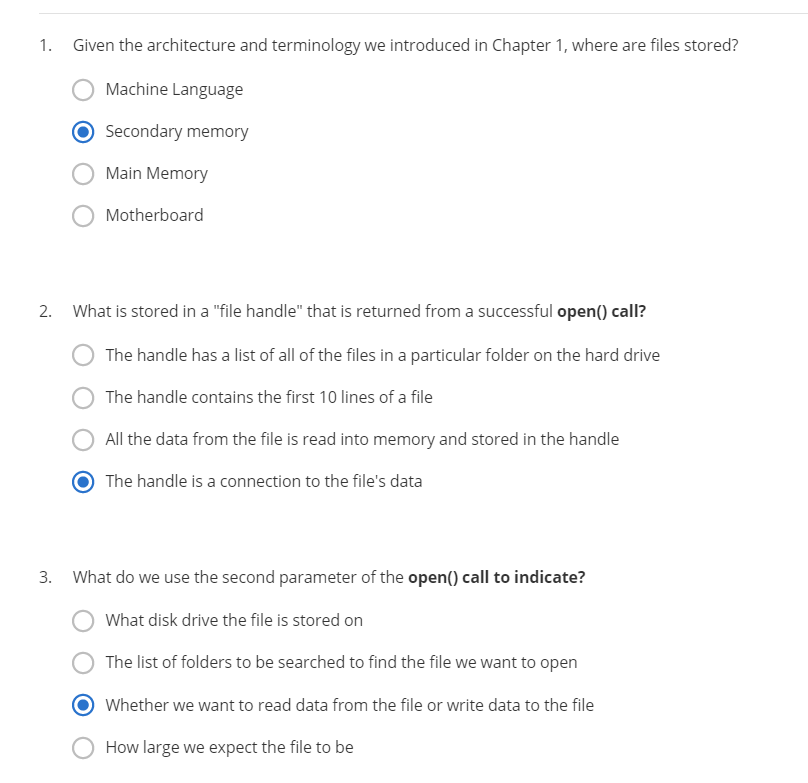 1. Given the architecture and terminology we introduced in Chapter 1, where are files stored?
Machine Language
Secondary memory
Main Memory
Motherboard
2. What is stored in a "file handle" that is returned from a successful open() call?
The handle has a list of all of the files in a particular folder on the hard drive
The handle contains the first 10 lines of a file
All the data from the file is read into memory and stored in the handle
The handle is a connection to the file's data
3. What do we use the second parameter of the open() call to indicate?
What disk drive the file is stored on
The list of folders to be searched to find the file we want to open
Whether we want to read data from the file or write data to the file
How large we expect the file to be